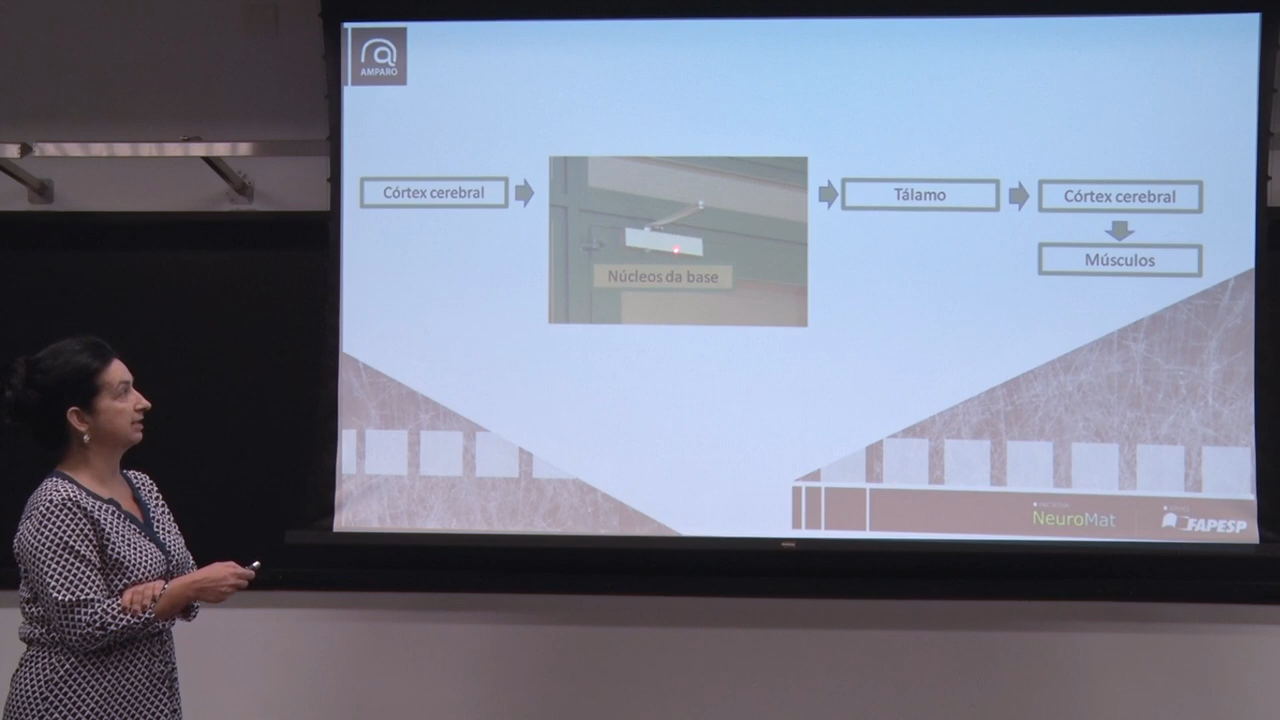 AMPARO
Córtex cerebral
Núcleos da base
Tálamo
Córtex cerebral
Músculos
NeuroMat
FAPESP